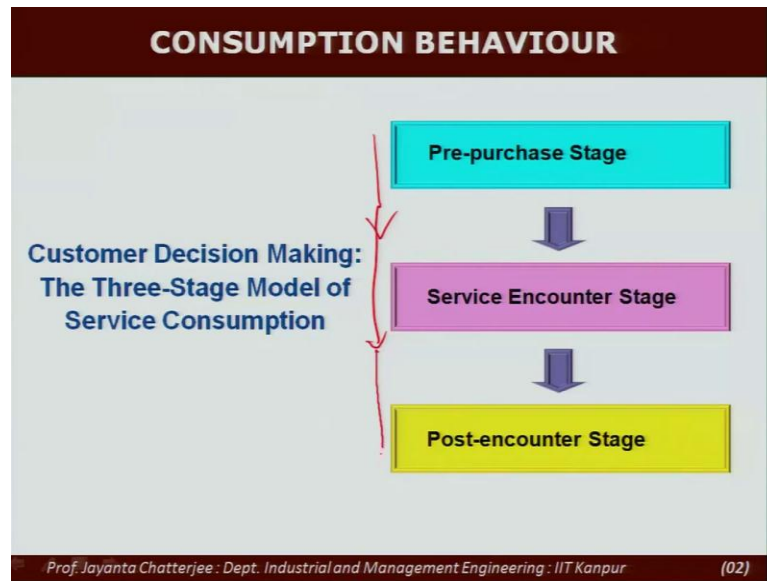 CONSUMPTION BEHAVIOUR
Customer Decision Making:
The Three-Stage Model of
Service Consumption
Pre-purchase Stage
Service Encounter Stage
Post-encounter Stage
Prof. Jayanta Chatterjee : Dept. Industrial and Management Engineering : IIT Kanpur (02)